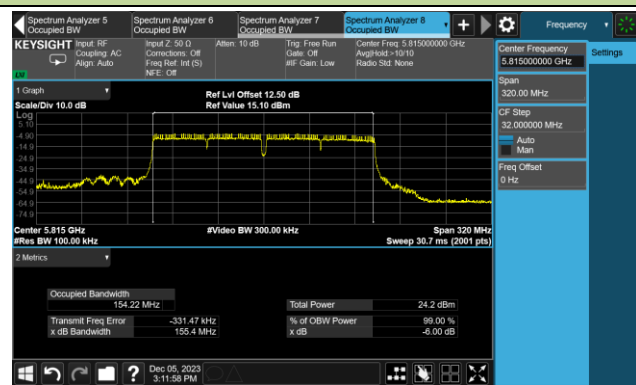 Spectrum Analyzer 5
Occupied BW
Spectrum Analyzer 6
Occupied BW
Spectrum Analyzer 7
Occupied BW
Spectrum Analyzer 8
Occupied BW
Frequency
KEYSIGHT
Input: RF
Coupling: AC
Align: Auto
Input Z: 50 Ω
Corrections: Off
Freq Ref: Int (S)
NFE: Off
Atten: 10 dB
Trig: Free Run
Gate: Off
#IF Gain: Low
Center Freq: 5.815000000 GHz
Avg|Hold:>10/10
Radio Std: None
Center Frequency
5.815000000 GHz
Settings
Span
320.00 MHz
CF Step
32.000000 MHz
Auto
Man
Freq Offset
0 Hz
1 Graph
Scale/Div 10.0 dB
Ref Lvl Offset 12.50 dB
Ref Value 15.10 dBm
Log
5.10
-4.90
-14.9
-24.9
-34.9
-44.9
-54.9
-64.9
-74.9
Center 5.815 GHz
#Res BW 100.00 kHz
#Video BW 300.00 kHz
Span 320 MHz
Sweep 30.7 ms (2001 pts)
2 Metrics
Occupied Bandwidth
154.22 MHz
Total Power 24.2 dBm
Transmit Freq Error -331.47 kHz
% of OBW Power 99.00 %
x dB Bandwidth 155.4 MHz
x dB -6.00 dB
Dec 05, 2023
3:11:58 PM